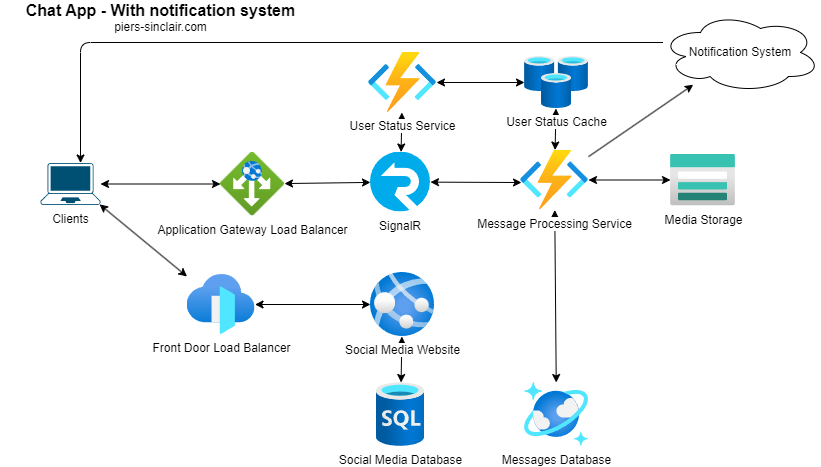 Chat App - With notification system
piers-sinclair.com
Notification System
User Status Service
User Status Cache
Clients
Application Gateway Load Balancer
SignalR
Message Processing Service
Media Storage
Front Door Load Balancer
Social Media Website
SQL
Social Media Database
Messages Database